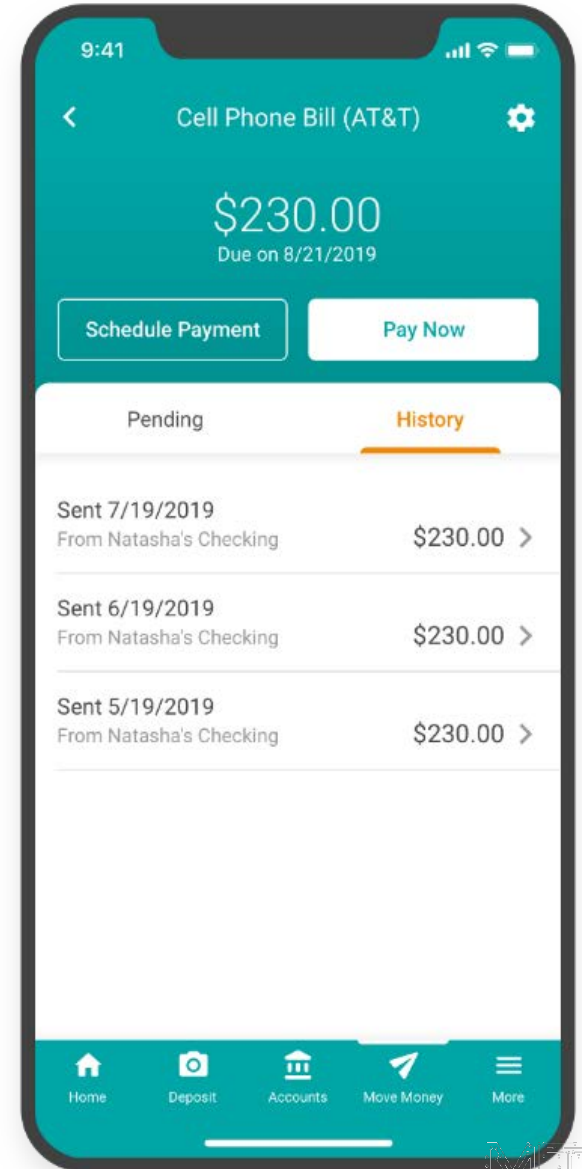 9:41
Cell Phone Bill (AT&T)
$230.00
Due on 8/21/2019
Schedule Payment Pay Now
Pending History
Sent 7/19/2019
From Natasha's Checking $230.00
Sent 6/19/2019
From Natasha's Checking $230.00
Sent 5/19/2019
From Natasha's Checking $230.00
Home Deposit Accounts Move Money More